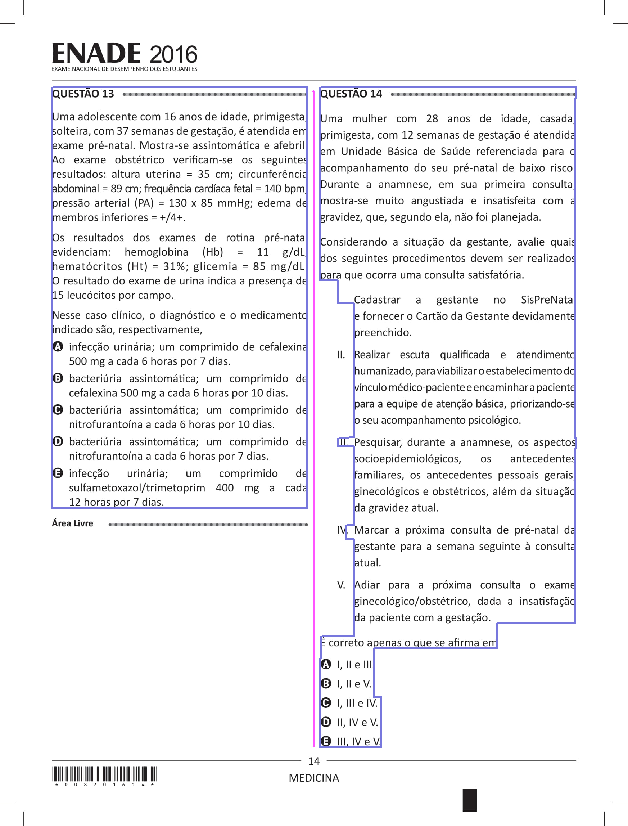 ENADE 2016
EXAME NACIONAL DE DESEMPENHO DOS ESTUDANTES
QUESTÃO 13
Uma adolescente com 16 anos de idade, primigesta,
solteira, com 37 semanas de gestação, é atendida em
exame pré-natal. Mostra-se assintomática e afebril.
Ao exame obstétrico verificam-se os seguintes
resultados: altura uterina = 35 cm; circunferência
abdominal = 89 cm; frequência cardíaca fetal = 140 bpm;
pressão arterial (PA) = 130 x 85 mmHg; edema de
membros inferiores = +/4+.
Os resultados dos exames de rotina pré-natal
evidenciam: hemoglobina (Hb) = 11 g/dL;
hematócritos (Ht) = 31%; glicemia = 85 mg/dL.
O resultado do exame de urina indica a presença de
15 leucócitos por campo.
Nesse caso clínico, o diagnóstico e o medicamento
indicado são, respectivamente,
A infecção urinária; um comprimido de cefalexina
500 mg a cada 6 horas por 7 dias.
B bacteriúria assintomática; um comprimido de
cefalexina 500 mg a cada 6 horas por 10 dias.
C bacteriúria assintomática; um comprimido de
nitrofurantoína a cada 6 horas por 10 dias.
D bacteriúria assintomática; um comprimido de
nitrofurantoína a cada 6 horas por 7 dias.
E infecção urinária; um comprimido de
sulfametoxazol/trimetoprim 400 mg a cada
12 horas por 7 dias.
Área Livre
QUESTÃO 14
Uma mulher com 28 anos de idade, casada,
primigesta, com 12 semanas de gestação é atendida
em Unidade Básica de Saúde referenciada para o
acompanhamento do seu pré-natal de baixo risco.
Durante a anamnese, em sua primeira consulta,
mostra-se muito angustiada e insatisfeita com a
gravidez, que, segundo ela, não foi planejada.
Considerando a situação da gestante, avalie quais
dos seguintes procedimentos devem ser realizados
para que ocorra uma consulta satisfatória.
Cadastrar a gestante no SisPreNatal
e fornecer o Cartão da Gestante devidamente
preenchido.
II. Realizar escuta qualificada e atendimento
humanizado, para viabilizar o estabelecimento do
vínculo médico-paciente e encaminhar a paciente
para a equipe de atenção básica, priorizando-se
o seu acompanhamento psicológico.
III. Pesquisar, durante a anamnese, os aspectos
socioepidemiológicos, os antecedentes
familiares, os antecedentes pessoais gerais,
ginecológicos e obstétricos, além da situação
da gravidez atual.
IV. Marcar a próxima consulta de pré-natal da
gestante para a semana seguinte à consulta
atual.
V. Adiar para a próxima consulta o exame
ginecológico/obstétrico, dada a insatisfação
da paciente com a gestação.
É correto apenas o que se afirma em
A I, II e III.
B I, II e V.
C I, III e IV.
D II, IV e V.
E III, IV e V.
14
MEDICINA